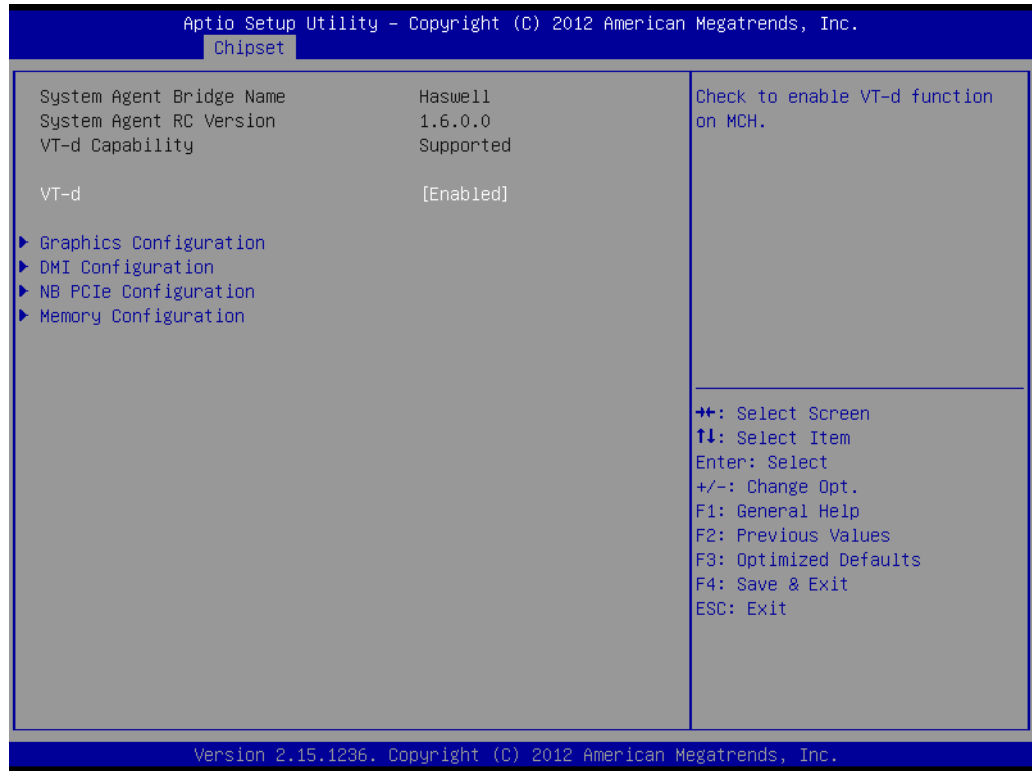 Aptio Setup Utility – Copyright (C) 2012 American Megatrends, Inc.
Chipset
System Agent Bridge Name Haswell
System Agent RC Version 1.6.0.0
VT-d Capability Supported
VT-d [Enabled]
▶ Graphics Configuration
▶ DMI Configuration
▶ NB PCIe Configuration
▶ Memory Configuration
Check to enable VT-d function
on MCH.
→←: Select Screen
↑↓: Select Item
Enter: Select
+/-: Change Opt.
F1: General Help
F2: Previous Values
F3: Optimized Defaults
F4: Save & Exit
ESC: Exit
Version 2.15.1236. Copyright (C) 2012 American Megatrends, Inc.